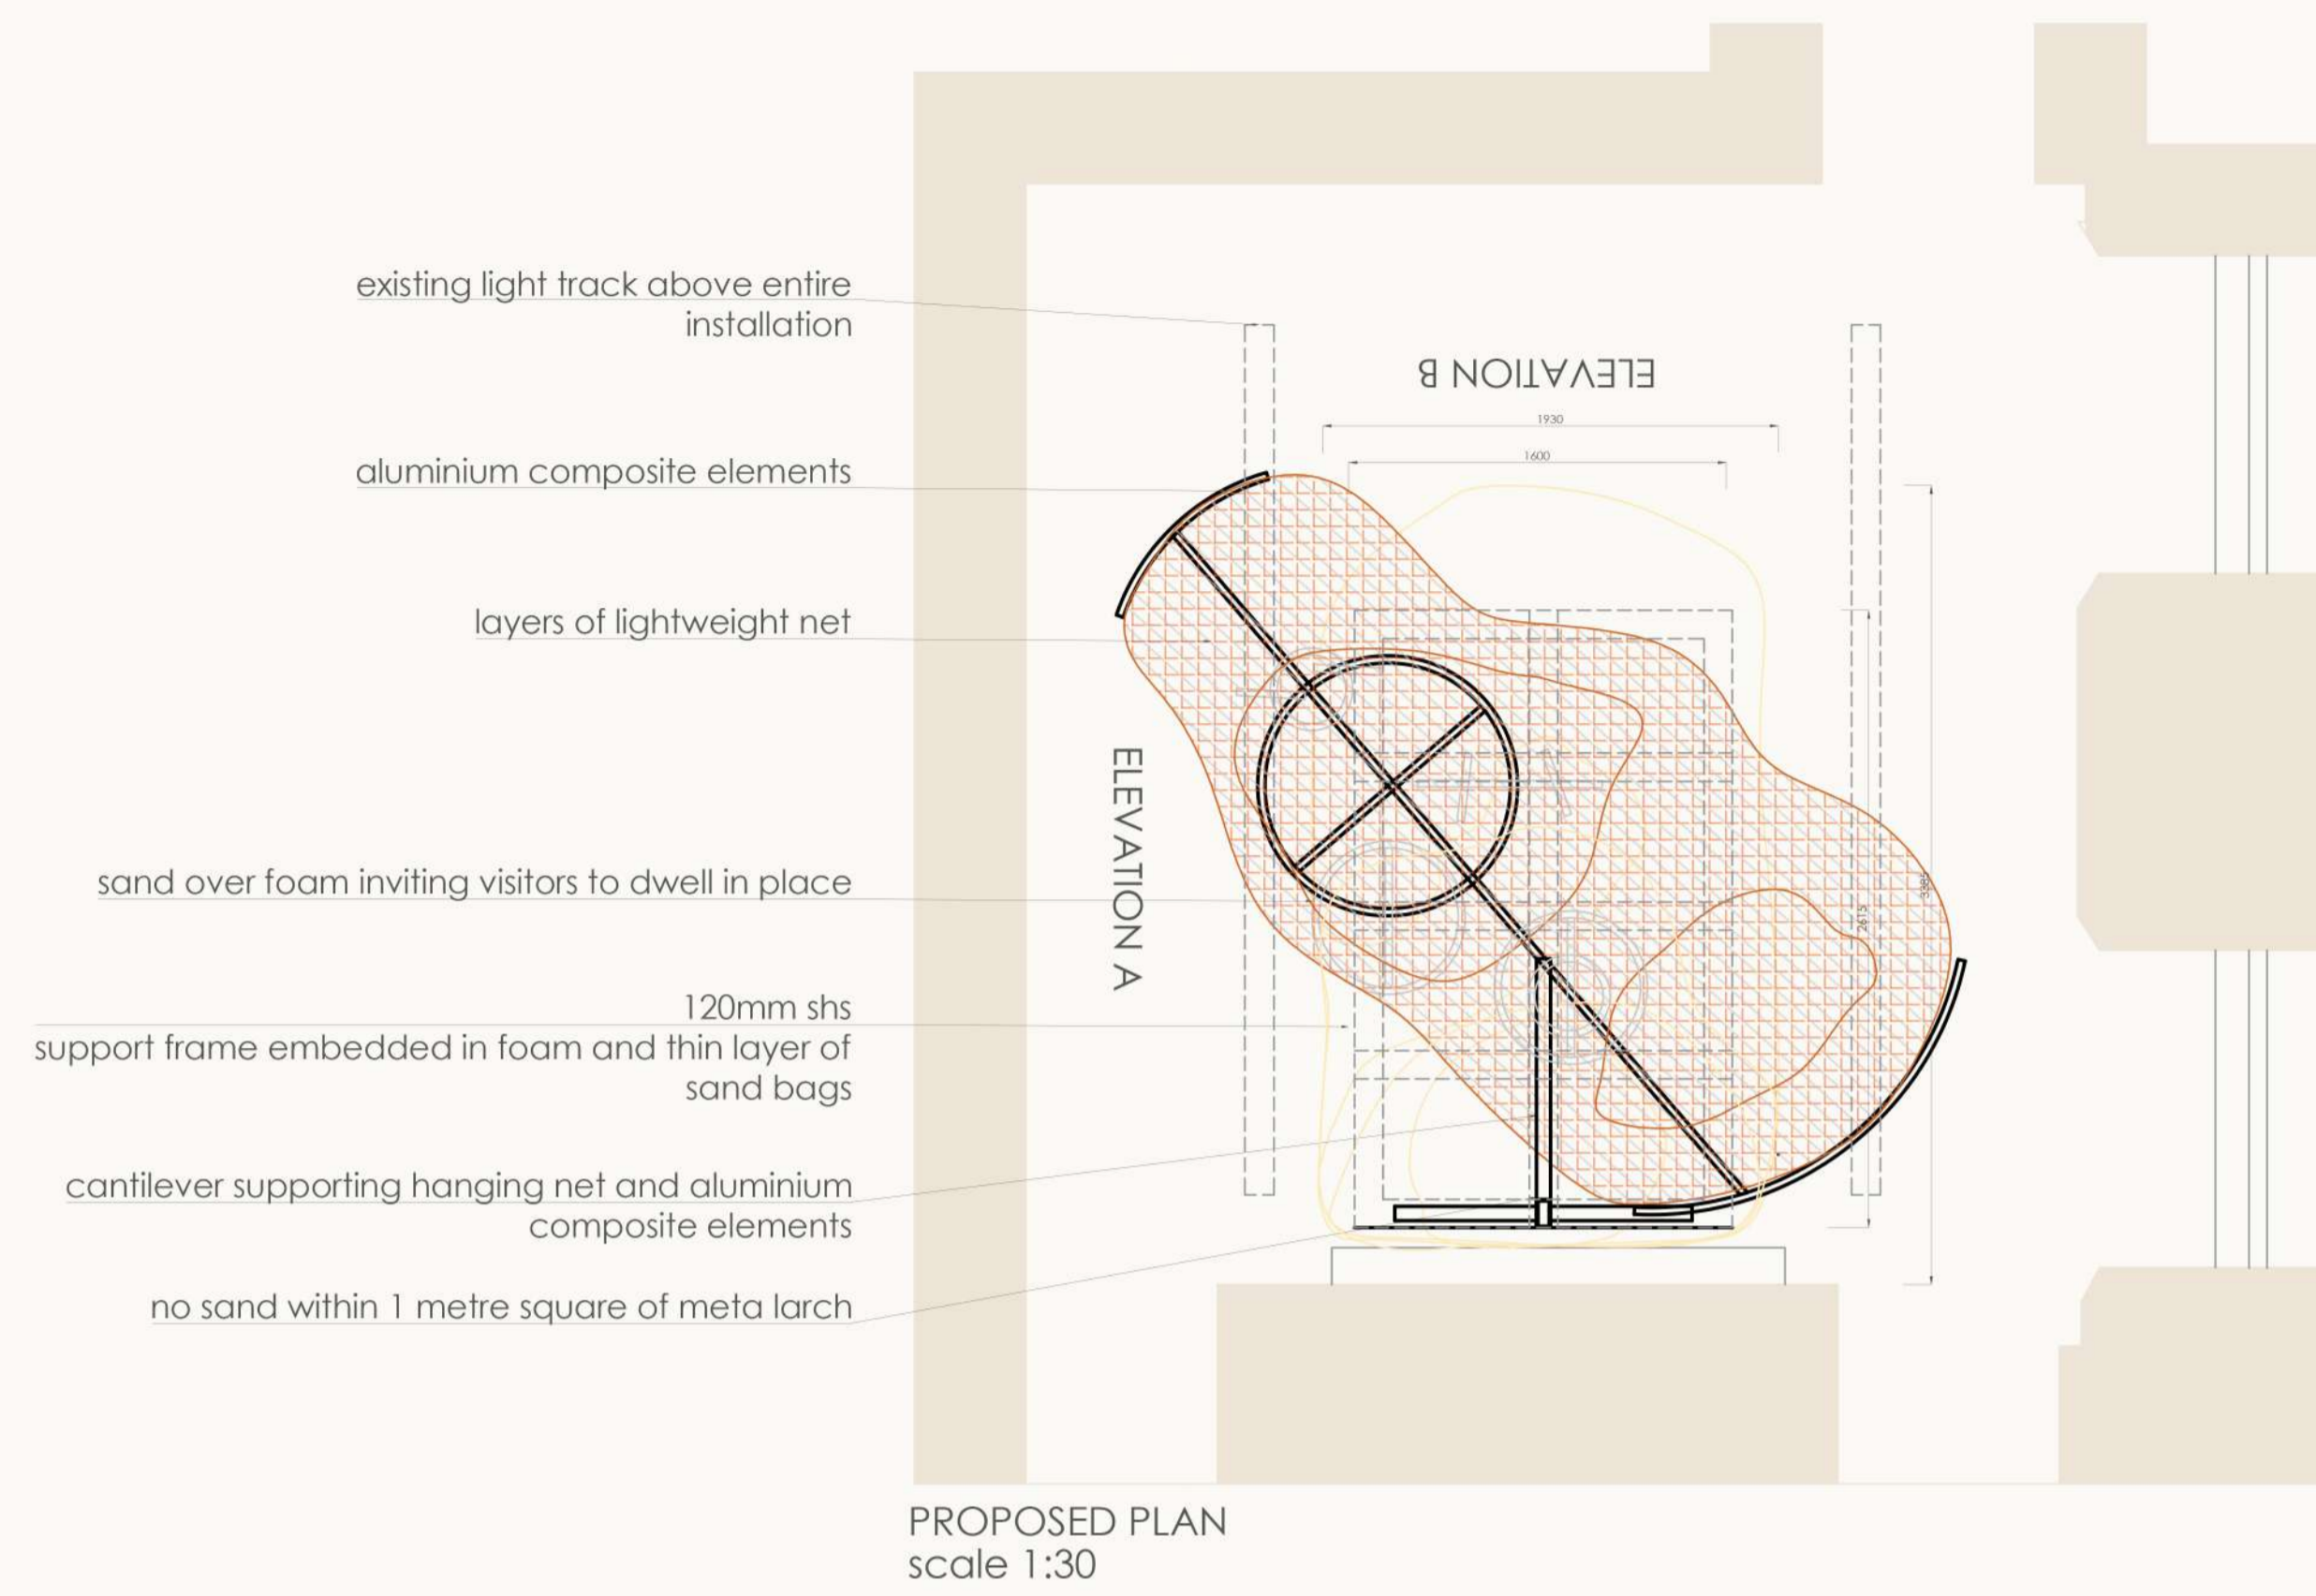 existing light track above entire
installation
aluminium composite elements
layers of lightweight net
sand over foam inviting visitors to dwell in place
120mm shs
support frame embedded in foam and thin layer of
sand bags
cantilever supporting hanging net and aluminium
composite elements
no sand within 1 metre square of meta larch
ELEVATION B
1930
1600
ELEVATION A
2615
3385
PROPOSED PLAN
scale 1:30